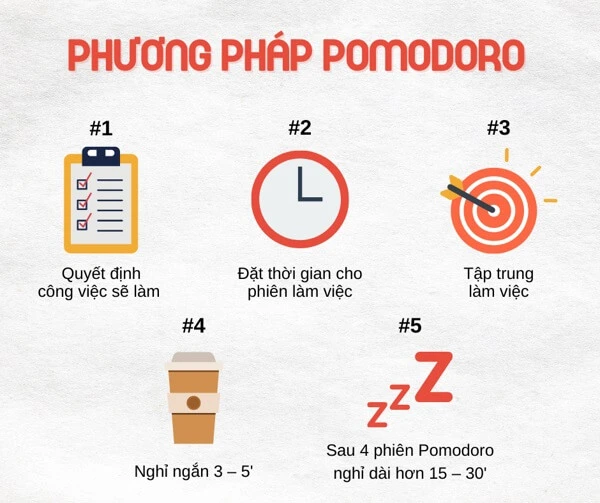 PHƯƠNG PHÁP POMODORO
#1
Quyết định
công việc sẽ làm
#2
Đặt thời gian cho
phiên làm việc
#3
Tập trung
làm việc
#4
Nghỉ ngắn 3 – 5'
#5
Z Z Z
Sau 4 phiên Pomodoro
nghỉ dài hơn 15 – 30'